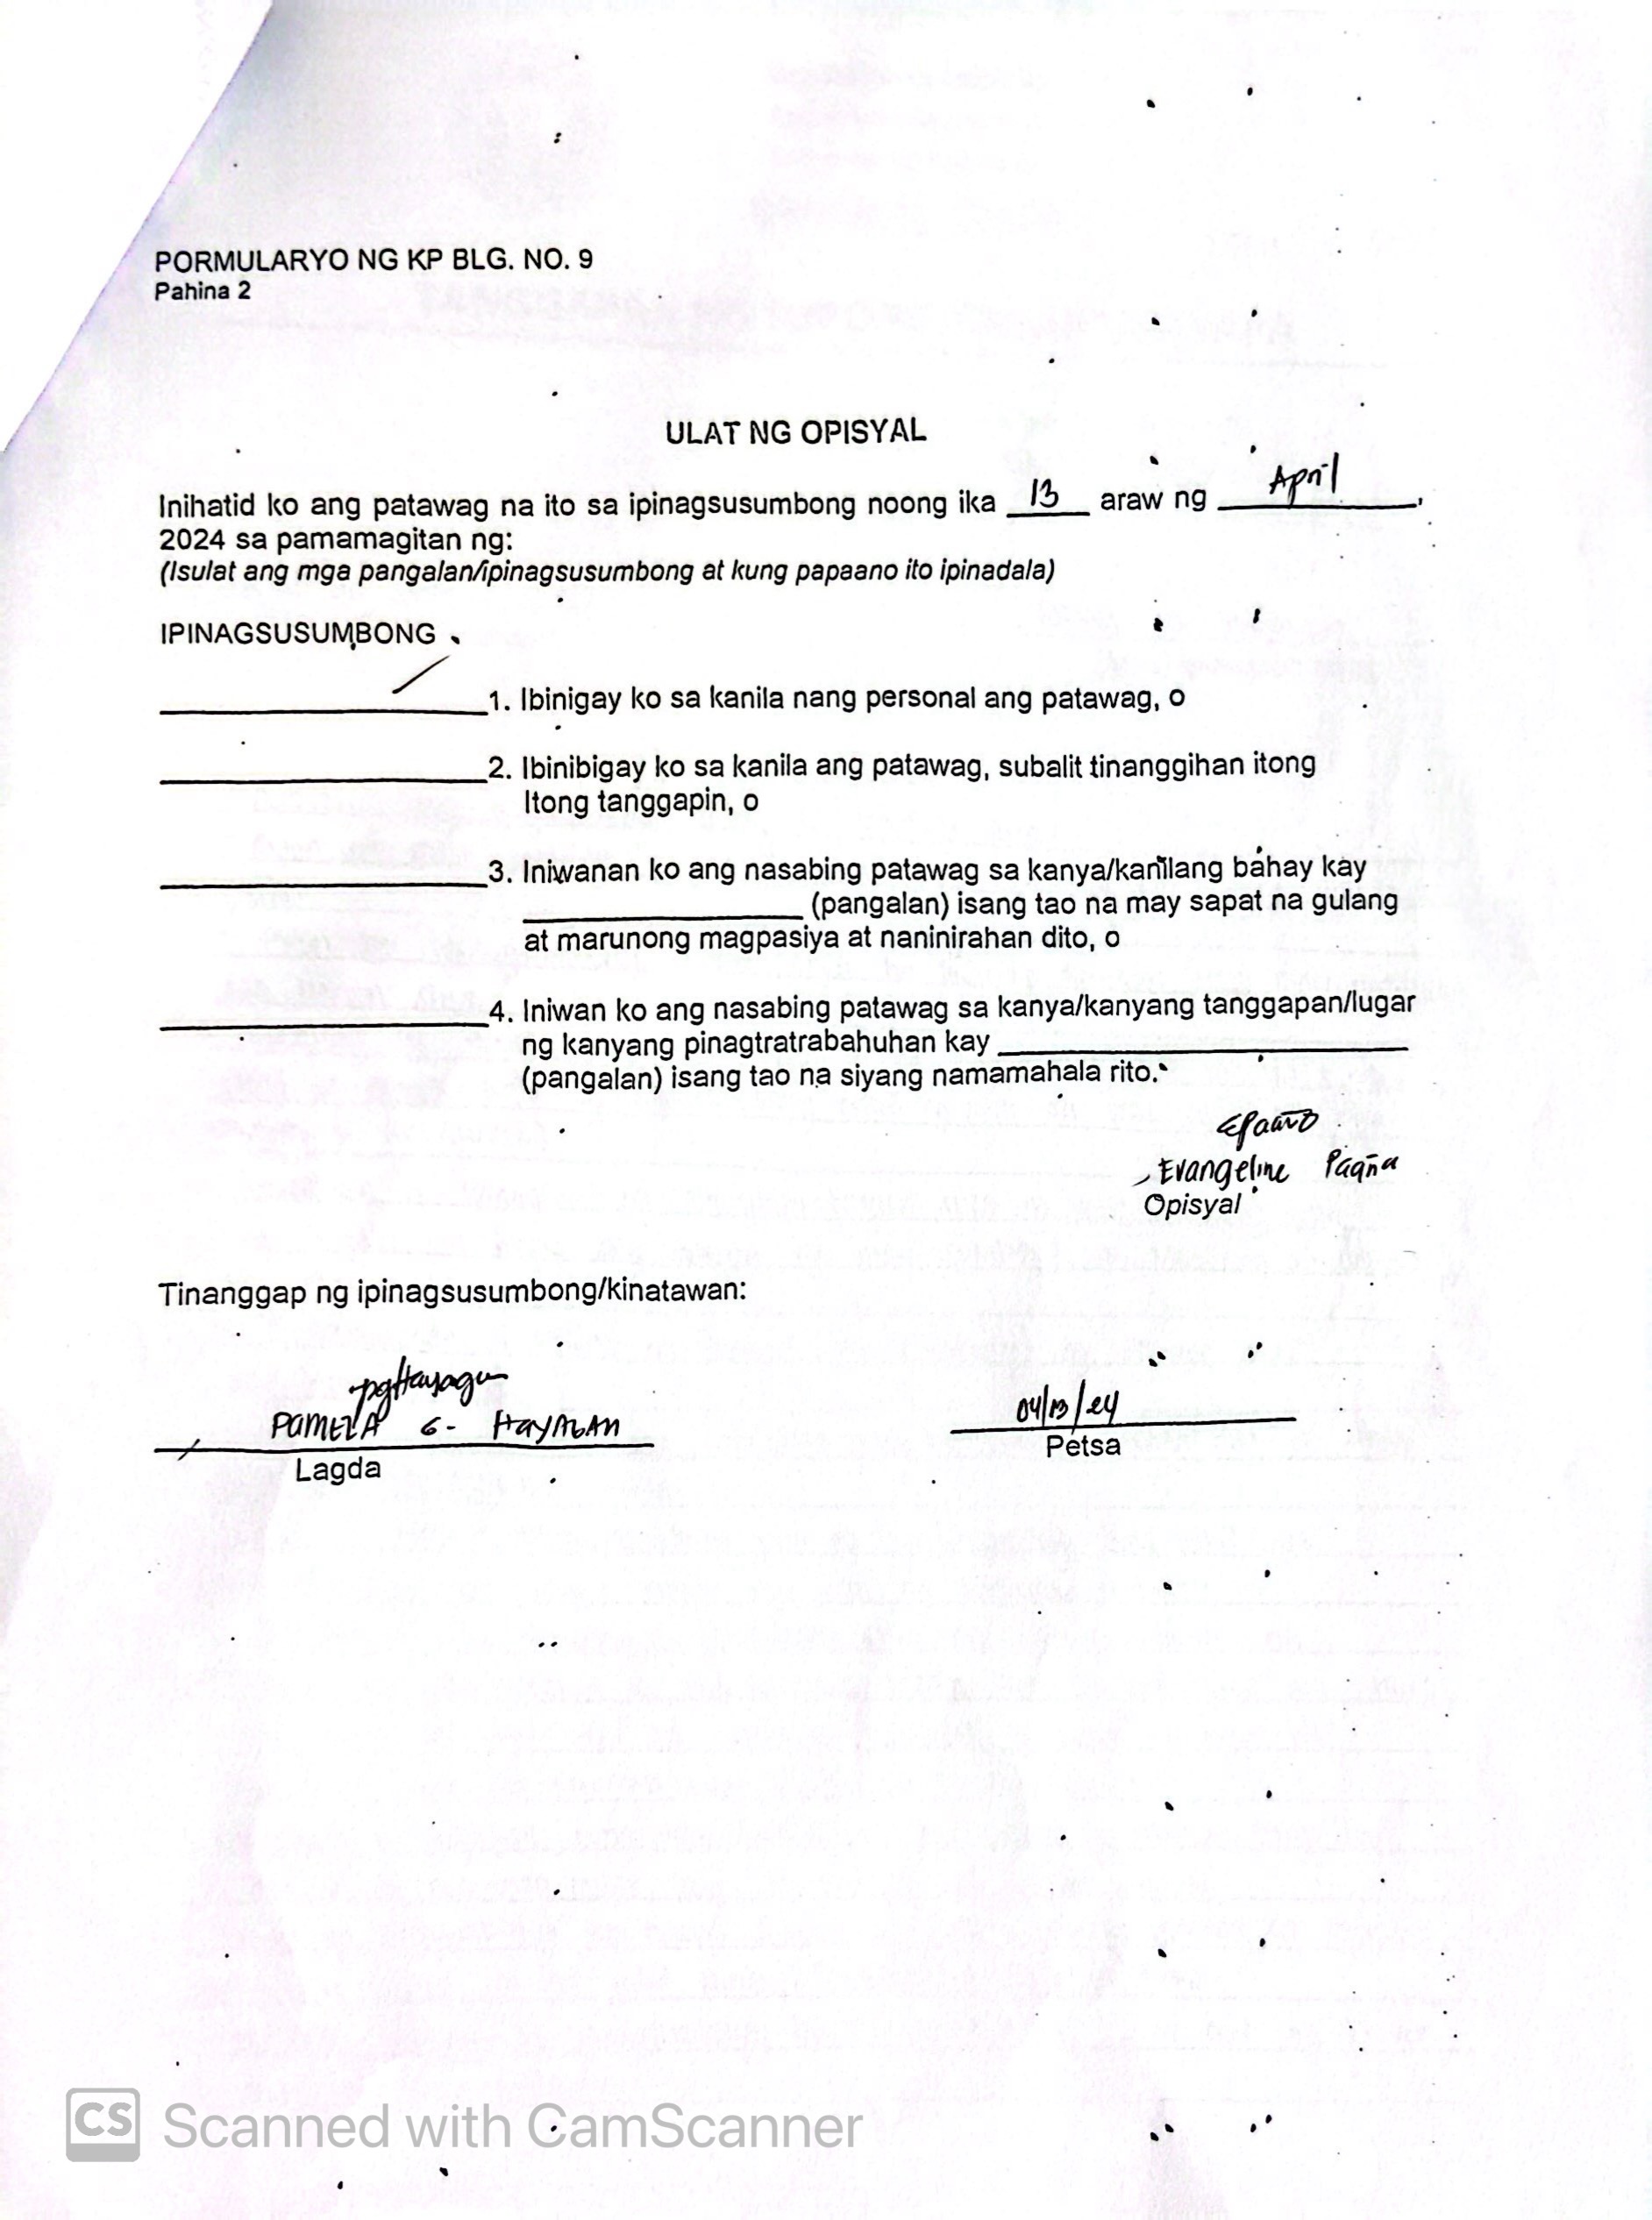 PORMULARYO NG KP BLG. NO. 9
Pahina 2
ULAT NG OPISYAL
Inihatid ko ang patawag na ito sa ipinagsusumbong noong ika 13 araw ng April,
2024 sa pamamagitan ng:
(Isulat ang mga pangalan/ipinagsusumbong at kung papaano ito ipinadala)
IPINAGSUSUMBONG
1. Ibinigay ko sa kanila nang personal ang patawag, o
2. Ibinibigay ko sa kanila ang patawag, subalit tinanggihan itong
Itong tanggapin, o
3. Iniwanan ko ang nasabing patawag sa kanya/kanilang bahay kay
(pangalan) isang tao na may sapat na gulang
at marunong magpasiya at naninirahan dito, o
4. Iniwan ko ang nasabing patawag sa kanya/kanyang tanggapan/lugar
ng kanyang pinagtratrabahuhan kay
(pangalan) isang tao na siyang namamahala rito.
Evangeline
Opisyal
Tinanggap ng ipinagsusumbong/kinatawan:
PAMELA G. HAYAGAN
04/13/24
Lagda
Petsa
CS Scanned with CamScanner